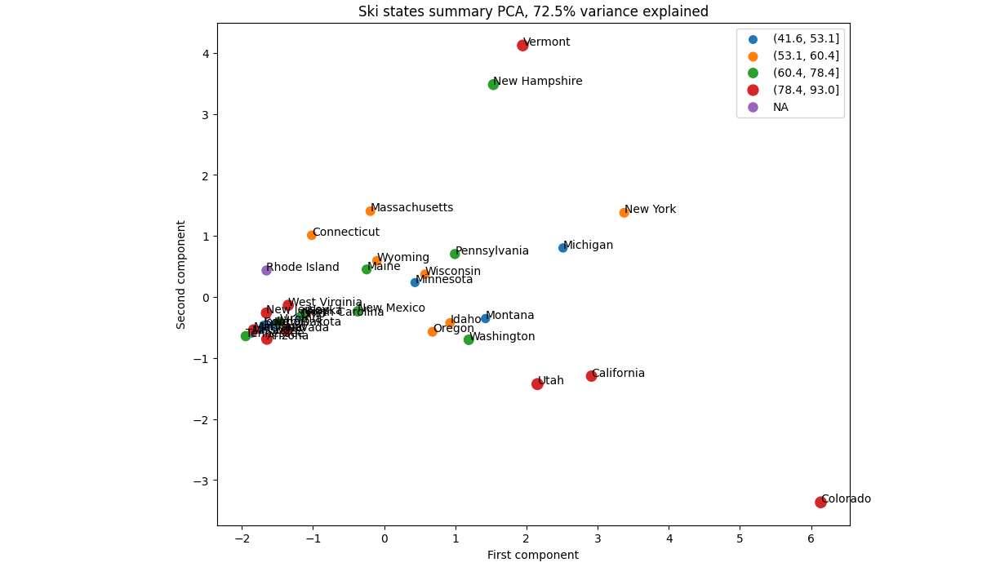 Ski states summary PCA, 72.5% variance explained
Vermont
New Hampshire
(41.6, 53.1]
(53.1, 60.4]
(60.4, 78.4]
(78.4, 93.0]
NA
Massachusetts
New York
Connecticut
Michigan
Pennsylvania
Wyoming
Rhode Island
Maine
Wisconsin
Minnesota
West Virginia
New Mexico
Montana
Idaho
Oregon
Washington
Arizona
Utah
California
Colorado
4
3
2
1
0
−1
−2
−3
Second component
−2
−1
0
1
2
3
4
5
6
First component